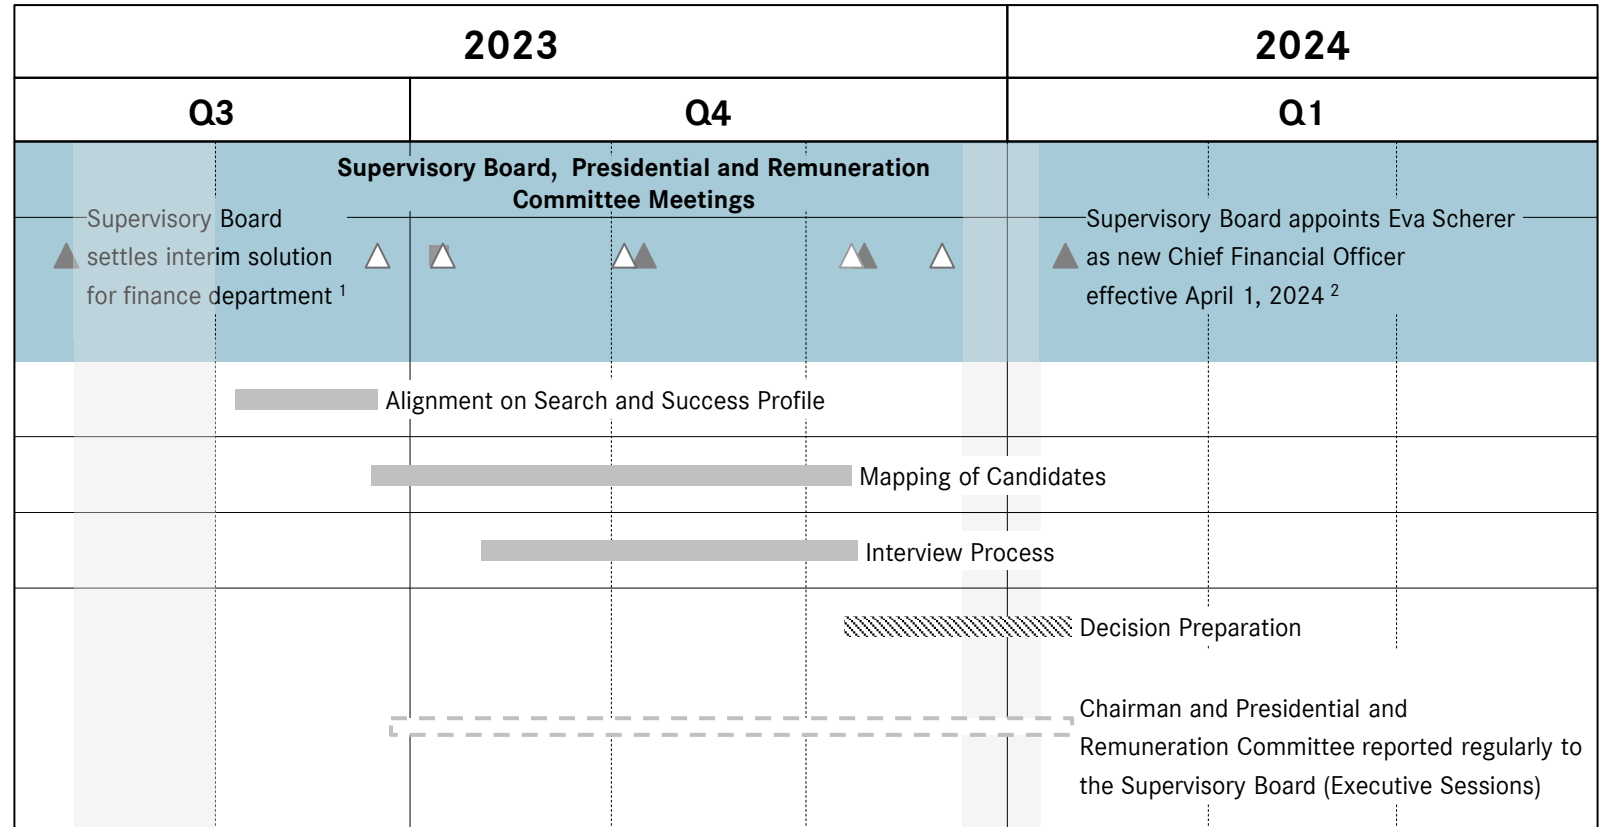 2023
2024
Q3
Q4
Q1
Supervisory Board, Presidential and Remuneration
Committee Meetings
Supervisory Board
settles interim solution
for finance department ¹
Supervisory Board appoints Eva Scherer
as new Chief Financial Officer
effective April 1, 2024 ²
Alignment on Search and Success Profile
Mapping of Candidates
Interview Process
Decision Preparation
Chairman and Presidential and
Remuneration Committee reported regularly to
the Supervisory Board (Executive Sessions)